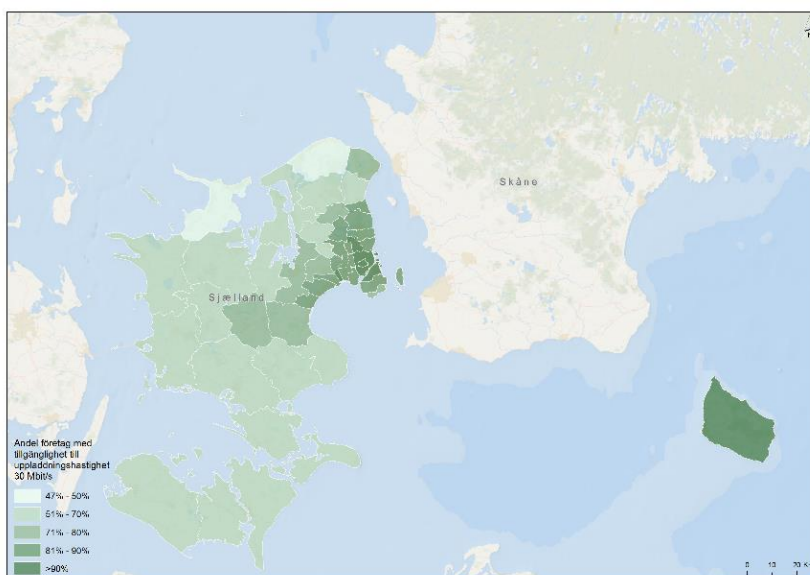 Skåne
Sjælland
Andel företag med
tillgänglighet till
uppladdningshastighet
30 Mbit/s
47% - 50%
51% - 70%
71% - 80%
81% - 90%
>90%